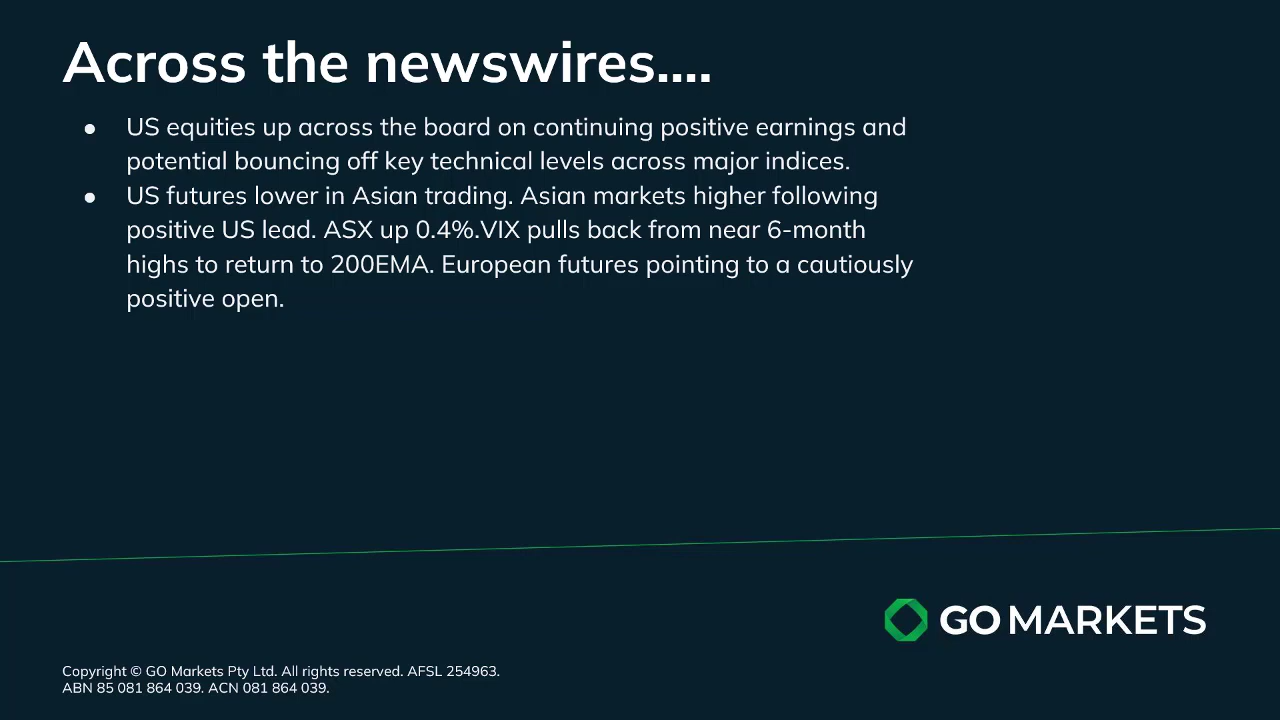 Across the newswires....
● US equities up across the board on continuing positive earnings and
potential bouncing off key technical levels across major indices.
● US futures lower in Asian trading. Asian markets higher following
positive US lead. ASX up 0.4%.VIX pulls back from near 6-month
highs to return to 200EMA. European futures pointing to a cautiously
positive open.
GO MARKETS
Copyright © GO Markets Pty Ltd. All rights reserved. AFSL 254963.
ABN 85 081 864 039. ACN 081 864 039.